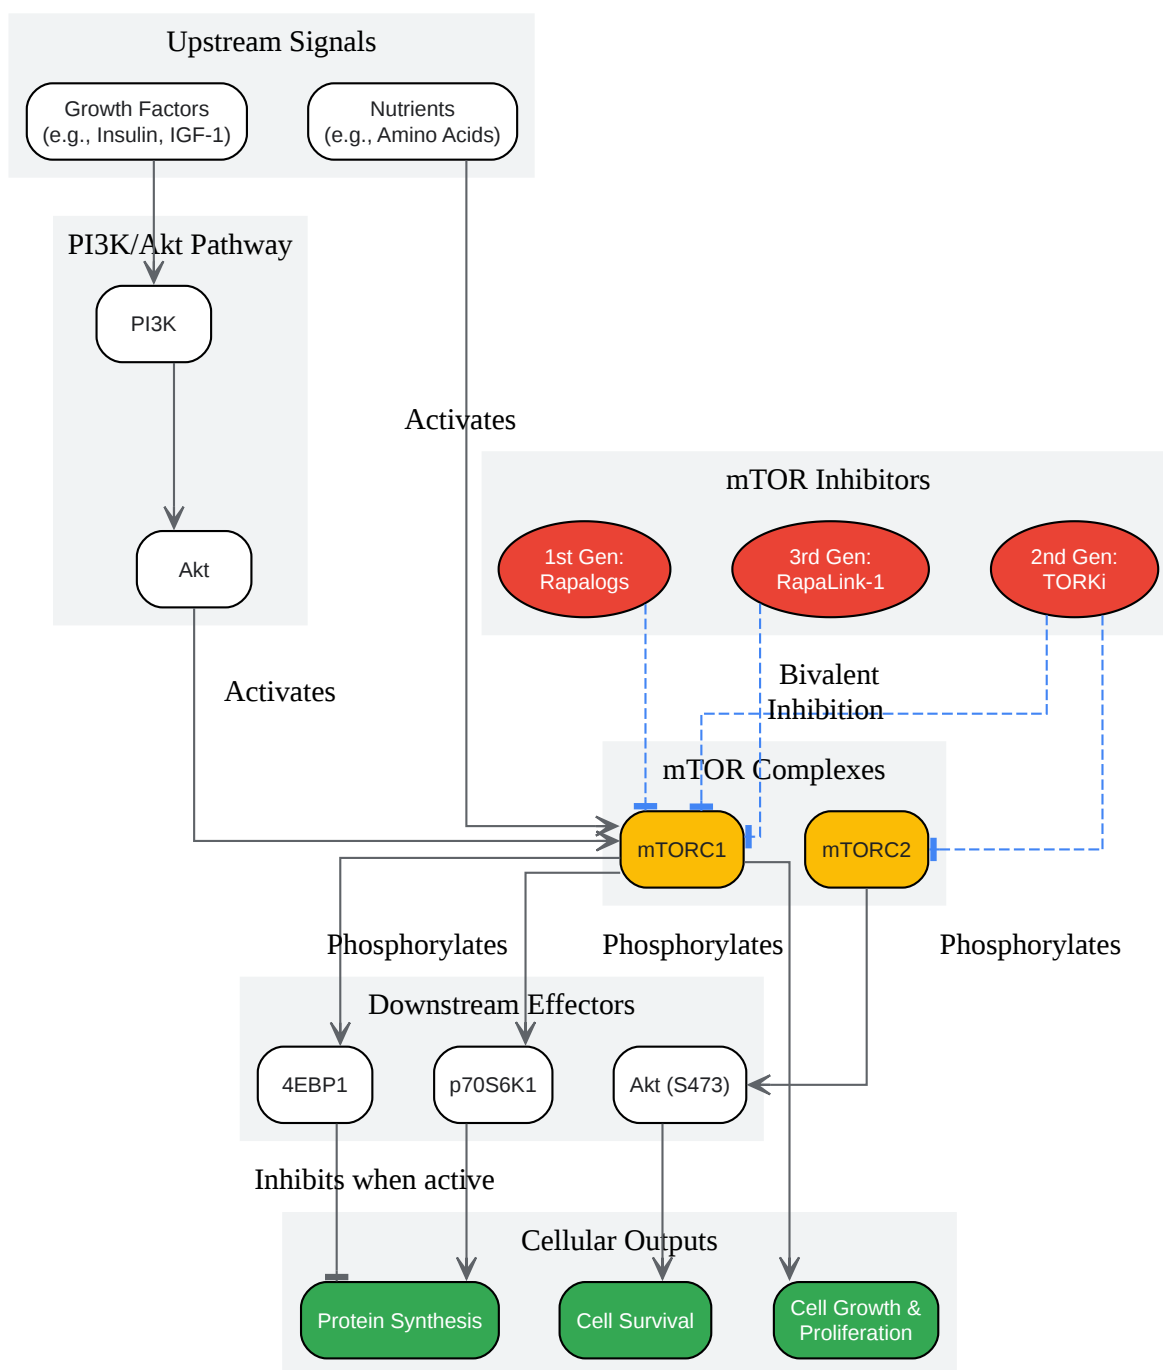 Upstream Signals
Growth Factors
(e.g., Insulin, IGF-1)
Nutrients
(e.g., Amino Acids)
PI3K/Akt Pathway
PI3K
Activates
mTOR Inhibitors
1st Gen:
Rapalogs
3rd Gen:
RapaLink-1
2nd Gen:
TORKi
Akt
Activates
Bivalent
Inhibition
mTOR Complexes
mTORC1
mTORC2
Phosphorylates
Phosphorylates
Phosphorylates
Downstream Effectors
4EBP1
p70S6K1
Akt (S473)
Inhibits when active
Cellular Outputs
Protein Synthesis
Cell Survival
Cell Growth &
Proliferation